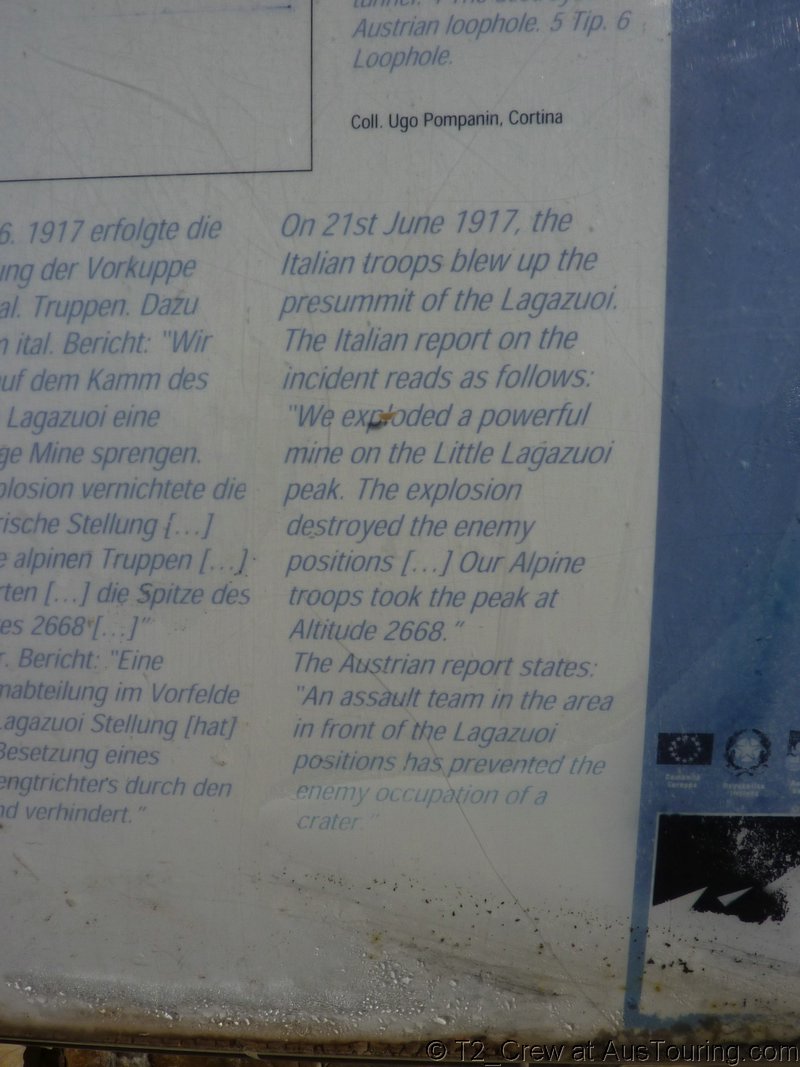 Austrian loophole. 5 Tip. 6
Loophole.
Coll. Ugo Pompanin, Cortina
6. 1917 erfolgte die
ung der Vorkuppe
al. Truppen. Dazu
ital. Bericht: "Wir
auf dem Kamm des
Lagazuoi eine
ge Mine sprengen.
plosion vernichtete die
rische Stellung […]
e alpinen Truppen […]
rten […] die Spitze des
es 2668 […]"
r. Bericht: "Eine
nabteilung im Vorfelde
Lagazuoi Stellung [hat]
Besetzung eines
engtrichters durch den
nd verhindert."
On 21st June 1917, the
Italian troops blew up the
presummit of the Lagazuoi.
The Italian report on the
incident reads as follows:
"We exploded a powerful
mine on the Little Lagazuoi
peak. The explosion
destroyed the enemy
positions […] Our Alpine
troops took the peak at
Altitude 2668."
The Austrian report states:
"An assault team in the area
in front of the Lagazuoi
positions has prevented the
enemy occupation of a
crater."
© T2_Crew at AusTouring.com